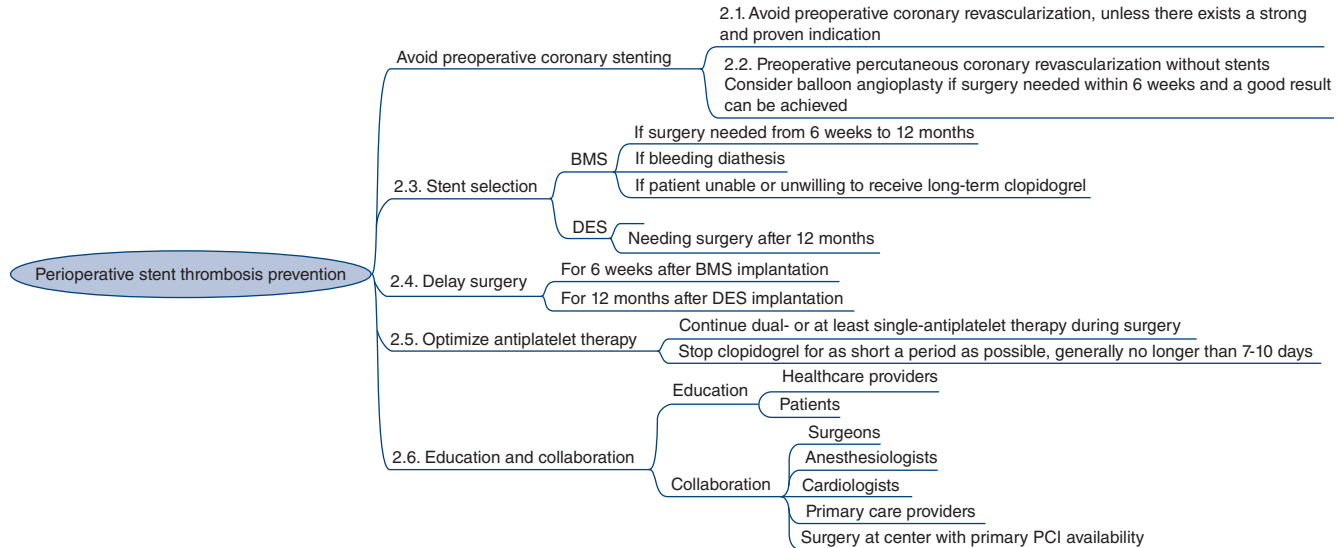 Perioperative stent thrombosis prevention
Avoid preoperative coronary stenting
2.1. Avoid preoperative coronary revascularization, unless there exists a strong
and proven indication
2.2. Preoperative percutaneous coronary revascularization without stents
Consider balloon angioplasty if surgery needed within 6 weeks and a good result
can be achieved
2.3. Stent selection
BMS
If surgery needed from 6 weeks to 12 months
If bleeding diathesis
If patient unable or unwilling to receive long-term clopidogrel
DES
Needing surgery after 12 months
2.4. Delay surgery
For 6 weeks after BMS implantation
For 12 months after DES implantation
2.5. Optimize antiplatelet therapy
Continue dual- or at least single-antiplatelet therapy during surgery
Stop clopidogrel for as short a period as possible, generally no longer than 7-10 days
2.6. Education and collaboration
Education
Healthcare providers
Patients
Collaboration
Surgeons
Anesthesiologists
Cardiologists
Primary care providers
Surgery at center with primary PCI availability